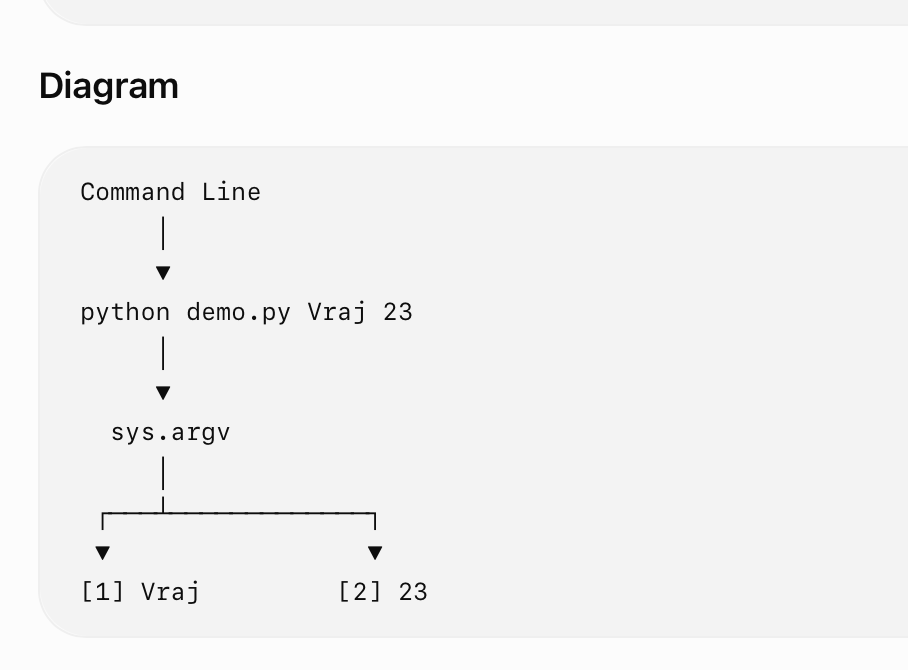 Diagram
Command Line
python demo.py Vraj 23
sys.argv
[1] Vraj [2] 23